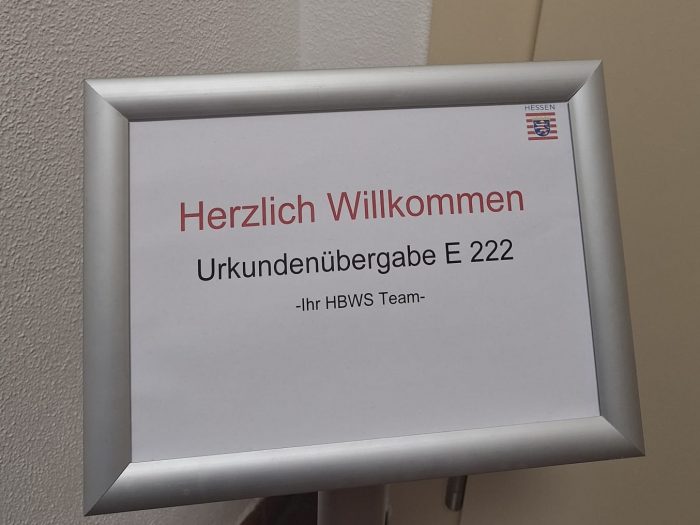 HESSEN
Herzlich Willkommen
Urkundenübergabe E 222
-Ihr HBWS Team-